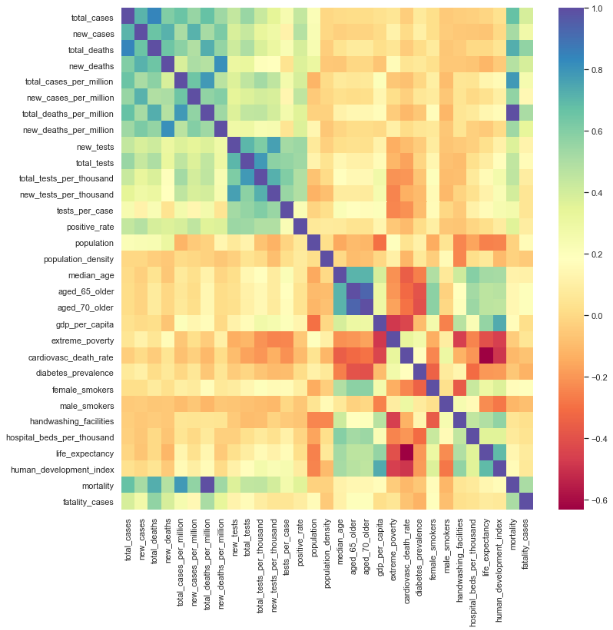 total_cases
new_cases
total_deaths
new_deaths
total_cases_per_million
new_cases_per_million
total_deaths_per_million
new_deaths_per_million
new_tests
total_tests
total_tests_per_thousand
new_tests_per_thousand
tests_per_case
positive_rate
population
population_density
median_age
aged_65_older
aged_70_older
gdp_per_capita
extreme_poverty
cardiovasc_death_rate
diabetes_prevalence
female_smokers
male_smokers
handwashing_facilities
hospital_beds_per_thousand
life_expectancy
human_development_index
mortality
fatality_cases
total_cases
new_cases
total_deaths
new_deaths
total_cases_per_million
new_cases_per_million
total_deaths_per_million
new_deaths_per_million
new_tests
total_tests
total_tests_per_thousand
new_tests_per_thousand
tests_per_case
positive_rate
population
population_density
median_age
aged_65_older
aged_70_older
gdp_per_capita
extreme_poverty
cardiovasc_death_rate
diabetes_prevalence
female_smokers
male_smokers
handwashing_facilities
hospital_beds_per_thousand
life_expectancy
human_development_index
mortality
fatality_cases
1.0
0.8
0.6
0.4
0.2
0.0
−0.2
−0.4
−0.6